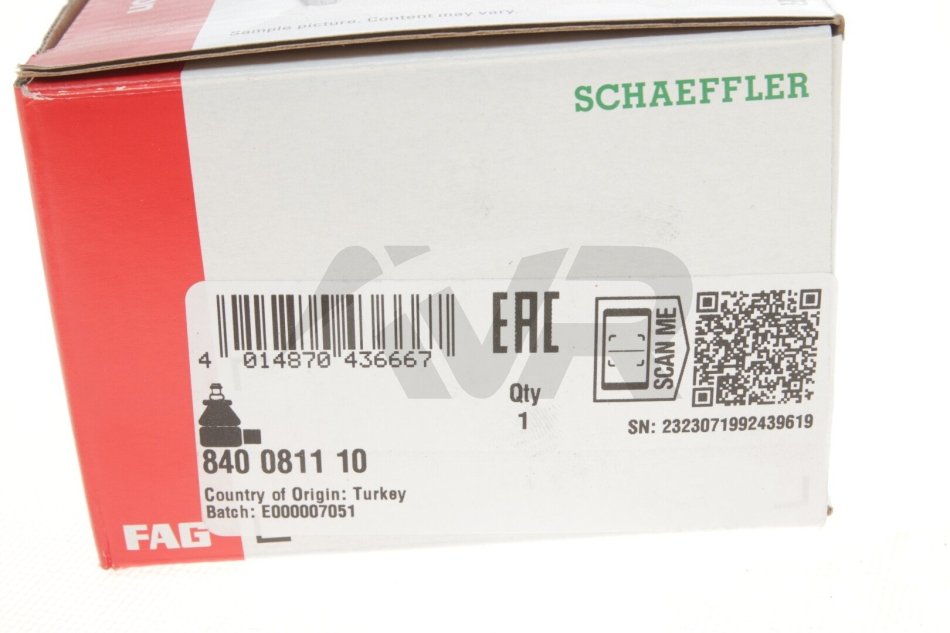 Sample picture. Content may vary.
SCHAEFFLER
AVR
4 014870 436667
EAC
Qty
1
SCAN ME
SN: 2323071992439619
840 0811 10
Country of Origin: Turkey
Batch: E000007051
FAG